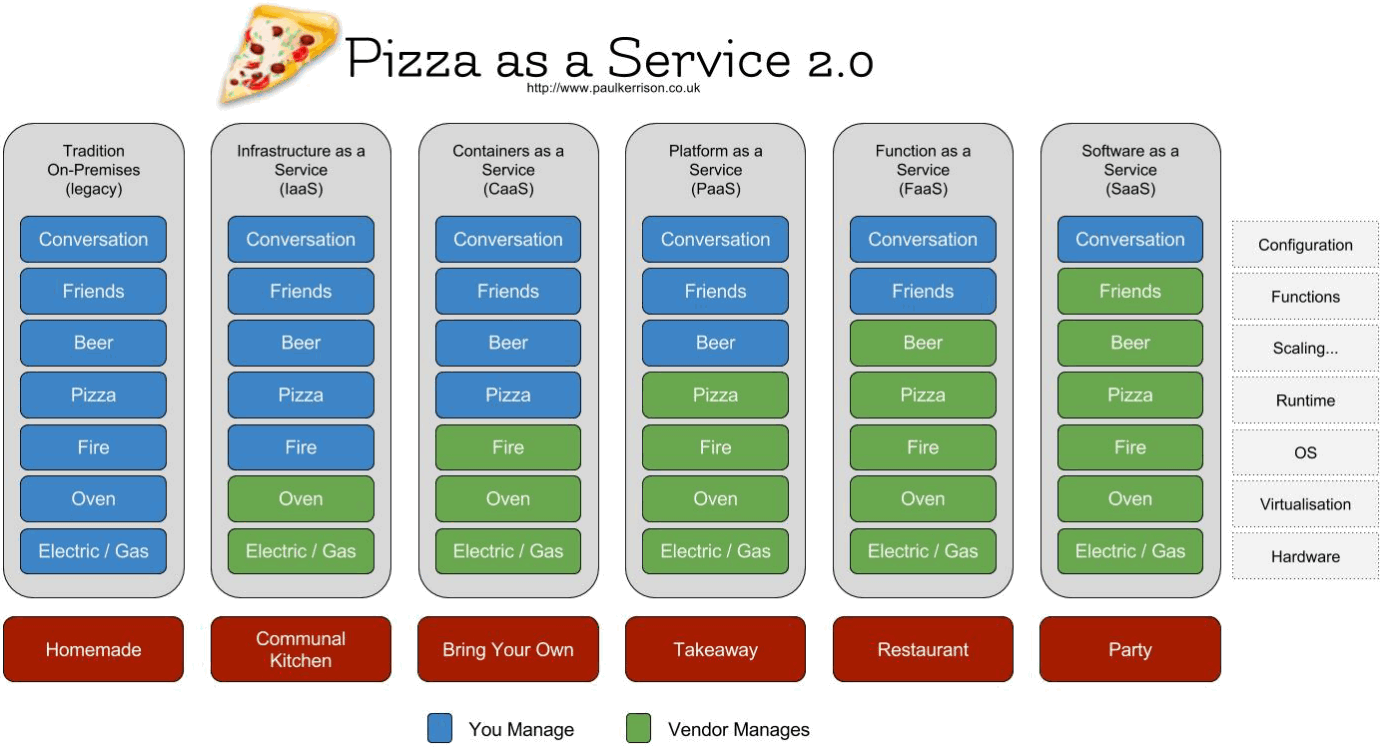 Pizza as a Service 2.0
http://www.paulkerrison.co.uk
Tradition
On-Premises
(legacy)
Conversation
Friends
Beer
Pizza
Fire
Oven
Electric / Gas
Homemade
Infrastructure as a
Service
(IaaS)
Conversation
Friends
Beer
Pizza
Fire
Oven
Electric / Gas
Communal
Kitchen
Containers as a
Service
(CaaS)
Conversation
Friends
Beer
Pizza
Fire
Oven
Electric / Gas
Bring Your Own
Platform as a
Service
(PaaS)
Conversation
Friends
Beer
Pizza
Fire
Oven
Electric / Gas
Takeaway
Function as a
Service
(FaaS)
Conversation
Friends
Beer
Pizza
Fire
Oven
Electric / Gas
Restaurant
Software as a
Service
(SaaS)
Conversation
Friends
Beer
Pizza
Fire
Oven
Electric / Gas
Party
Configuration
Functions
Scaling...
Runtime
OS
Virtualisation
Hardware
You Manage
Vendor Manages